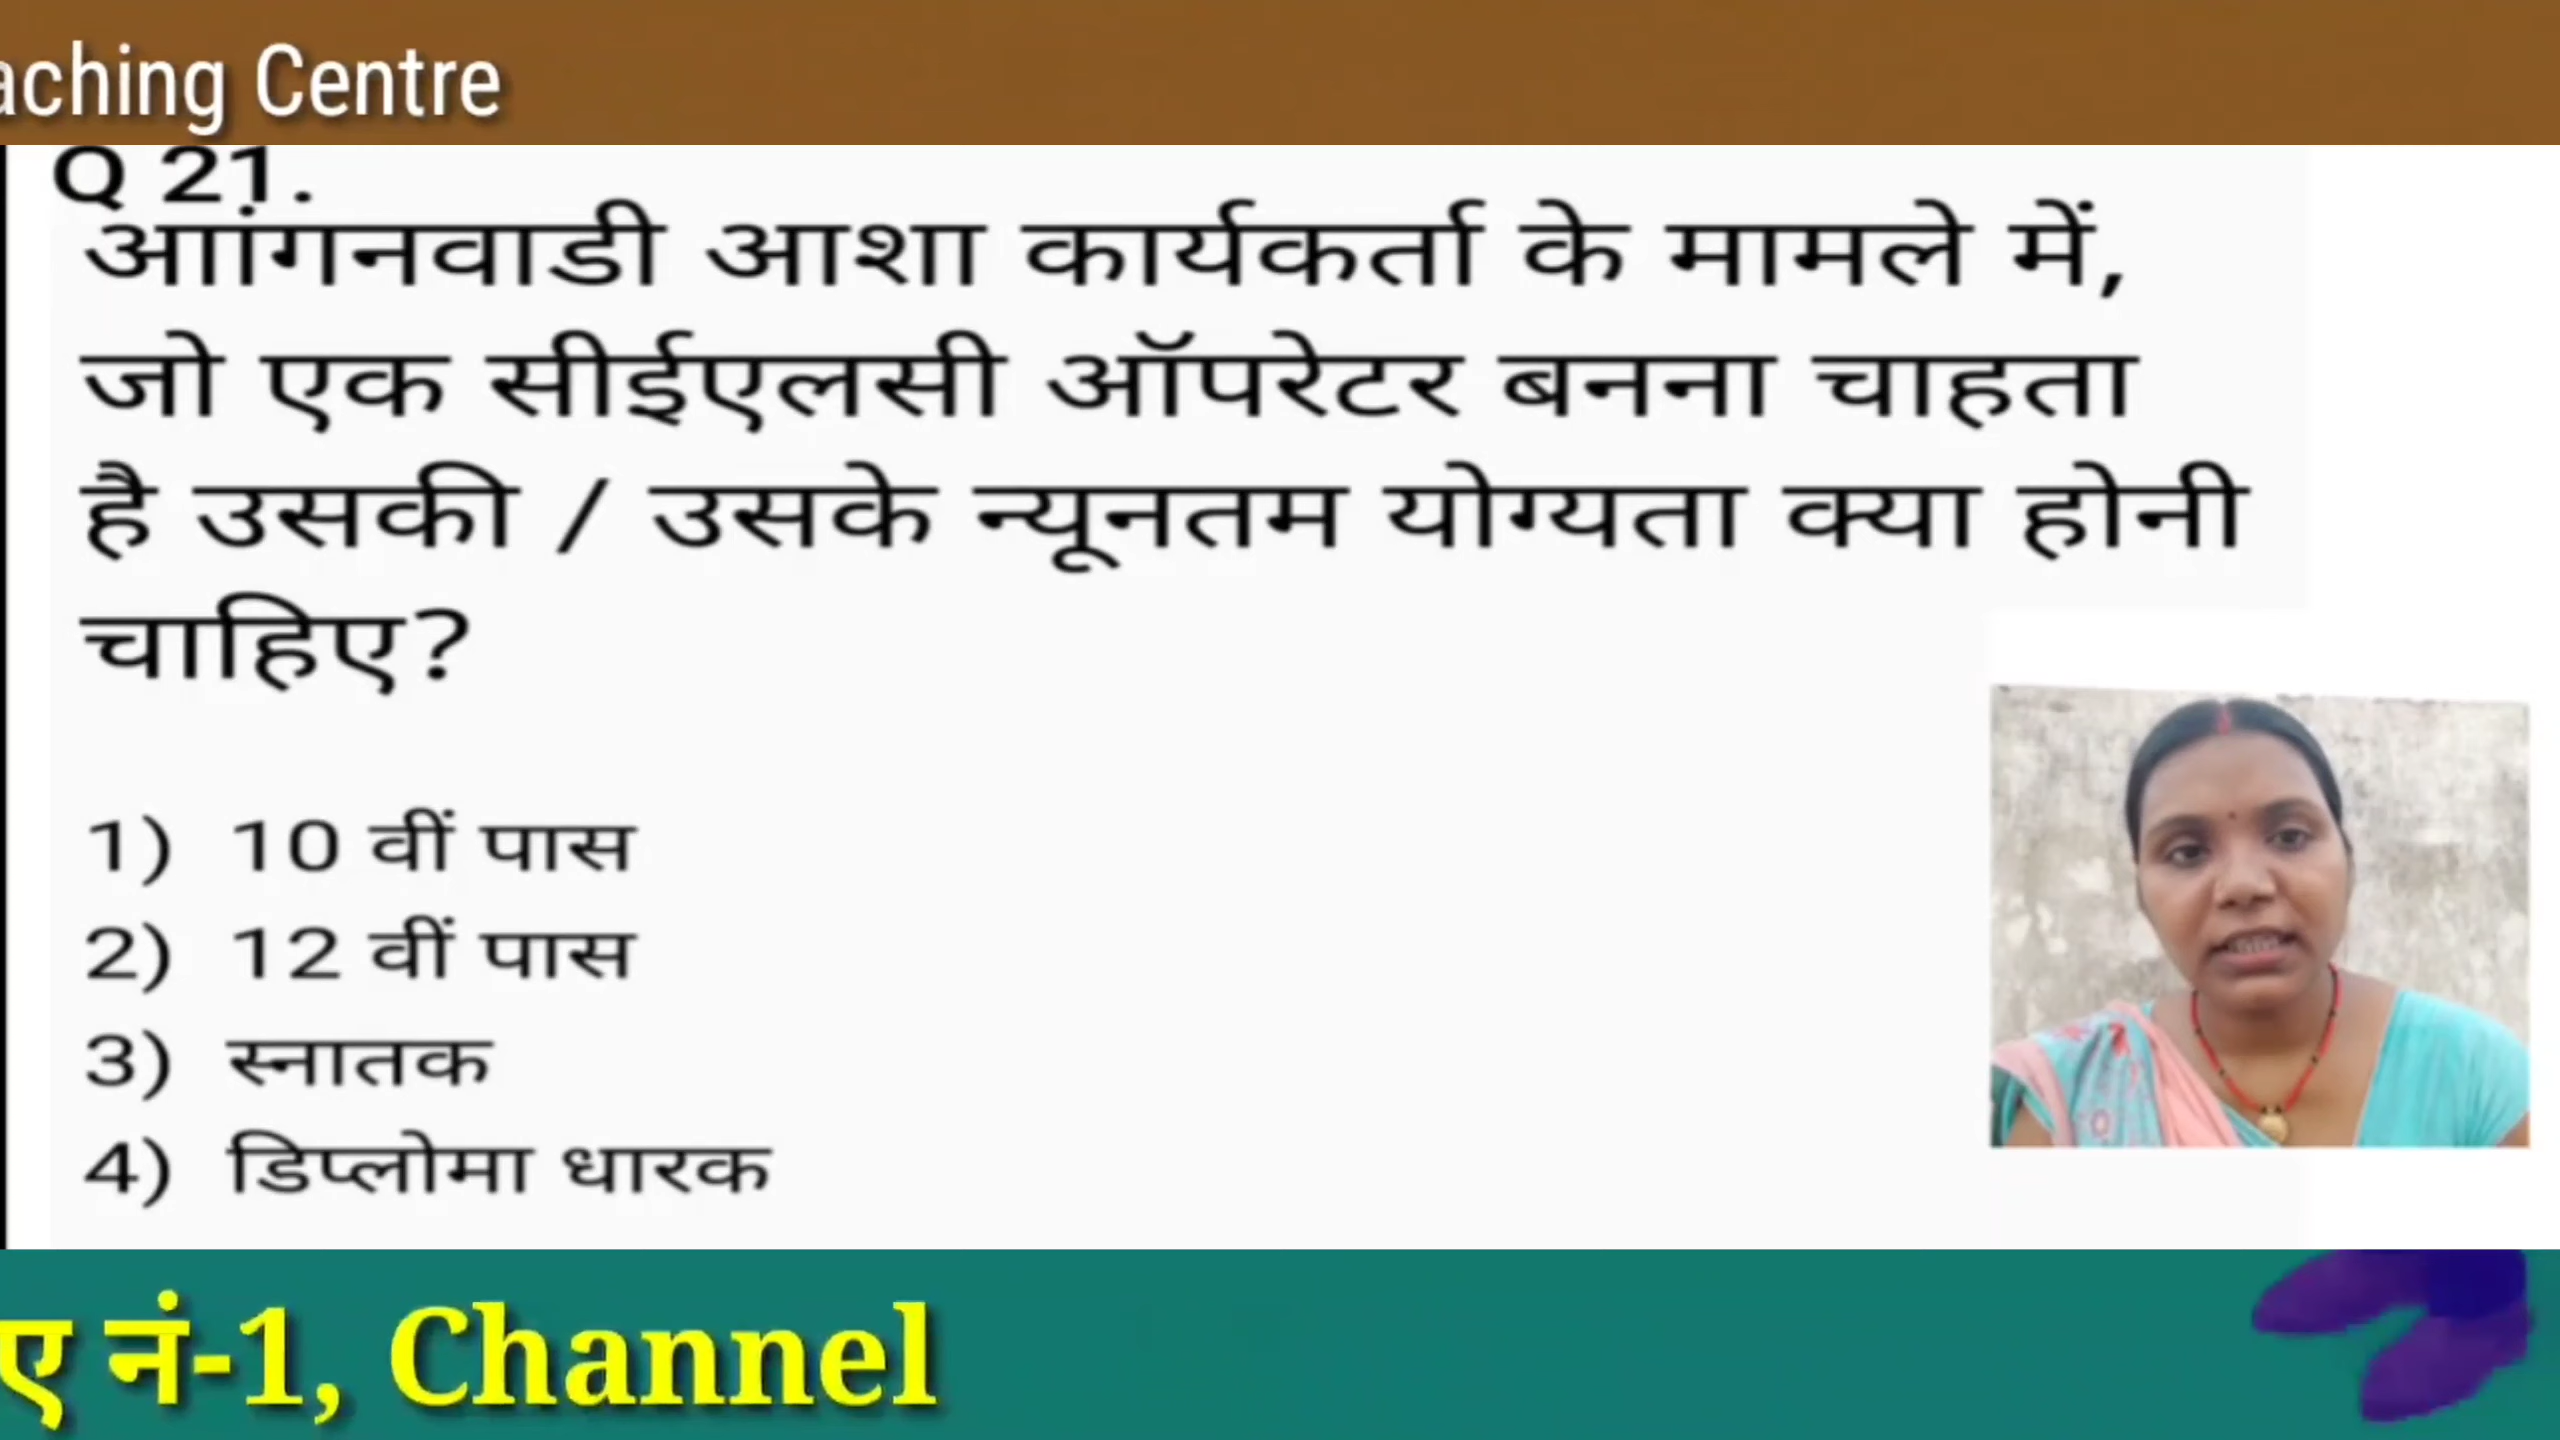 aching Centre
Q 21.
आांगनवाडी आशा कार्यकर्ता के मामले में,
जो एक सीईएलसी ऑपरेटर बनना चाहता
है उसकी / उसके न्यूनतम योग्यता क्या होनी
चाहिए?
1) 10 वीं पास
2) 12 वीं पास
3) स्नातक
4) डिप्लोमा धारक
ए नं-1, Channel